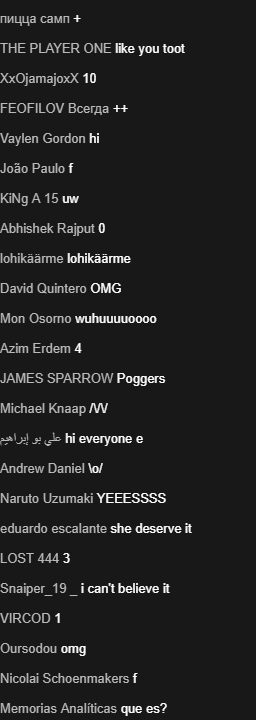 пицца самп +
THE PLAYER ONE like you toot
XxOjamajoxX 10
FEOFILOV Всегда ++
Vaylen Gordon hi
João Paulo f
KiNg A 15 uw
Abhishek Rajput 0
lohikäärme lohikäärme
David Quintero OMG
Mon Osorno wuhuuuuoooo
Azim Erdem 4
JAMES SPARROW Poggers
Michael Knaap /\/\/
علي بو إبراهيم hi everyone e
Andrew Daniel \o/
Naruto Uzumaki YEEESSSS
eduardo escalante she deserve it
LOST 444 3
Snaiper_19 _ i can't believe it
VIRCOD 1
Oursodou omg
Nicolai Schoenmakers f
Memorias Analíticas que es?